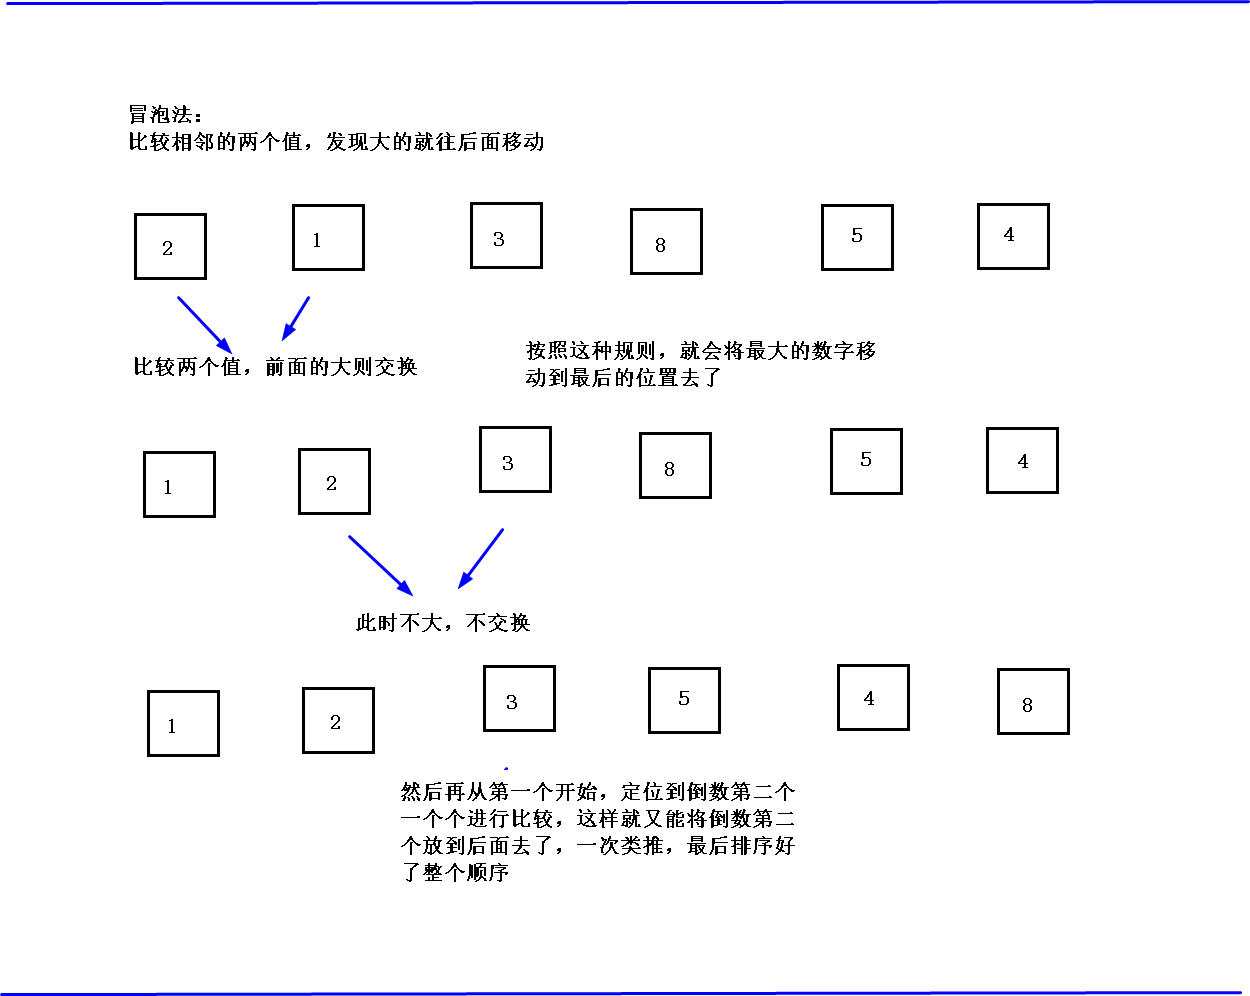 冒泡法：
比较相邻的两个值，发现大的就往后面移动
2 1 3 8 5 4
比较两个值，前面的大则交换
按照这种规则，就会将最大的数字移
动到最后的位置去了
1 2 3 8 5 4
此时不大，不交换
1 2 3 5 4 8
然后再从第一个开始，定位到倒数第二个
一个个进行比较，这样就又能将倒数第二
个放到后面去了，一次类推，最后排序好
了整个顺序